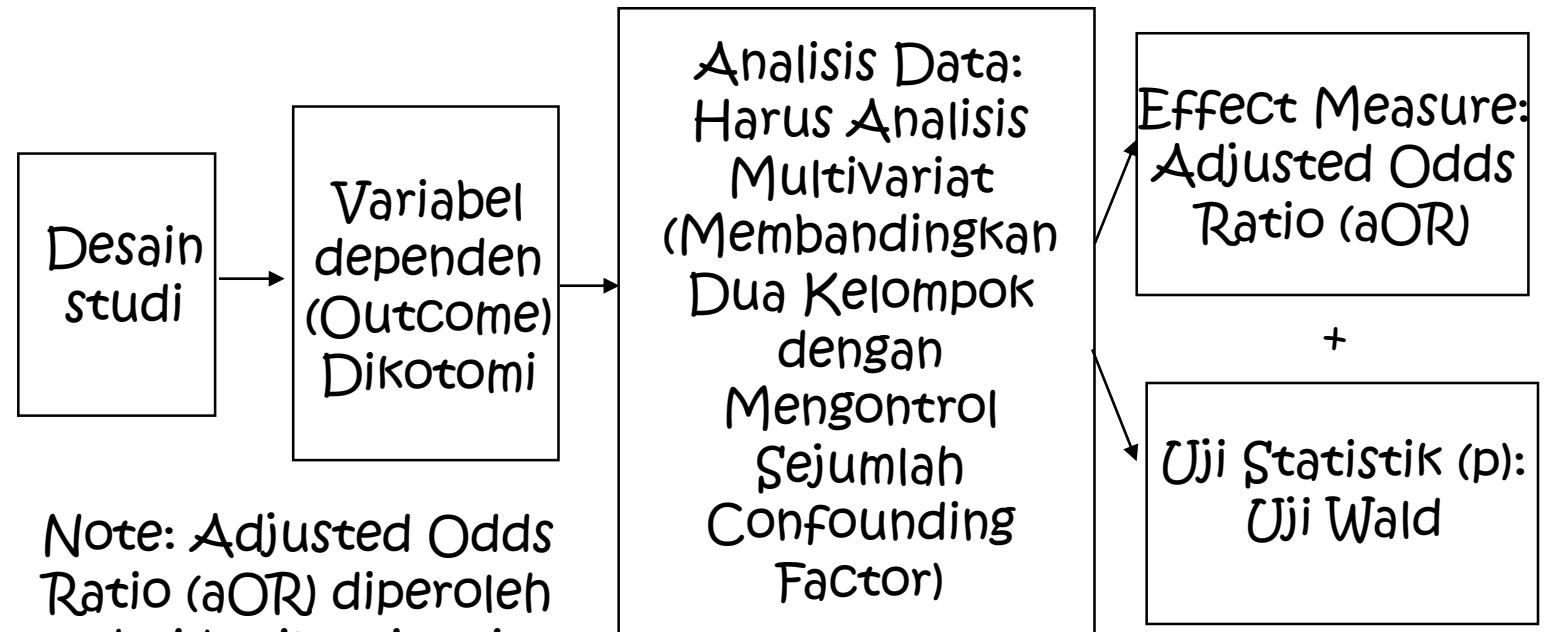 Desain
studi
Variabel
dependen
(Outcome)
Dikotomi
Note: Adjusted Odds
Ratio (aOR) diperoleh
Analisis Data:
Harus Analisis
Multivariat
(Membandingkan
Dua Kelompok
dengan
Mengontrol
Sejumlah
Confounding
Factor)
Effect Measure:
Adjusted Odds
Ratio (aOR)
+
Uji Statistik (p):
Uji Wald